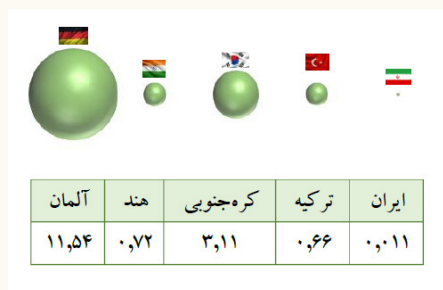 ایران ترکیه کره‌جنوبی هند آلمان
۰,۰۱۱ ۰,۶۶ ۳,۱۱ ۰,۷۲ ۱۱,۵۴